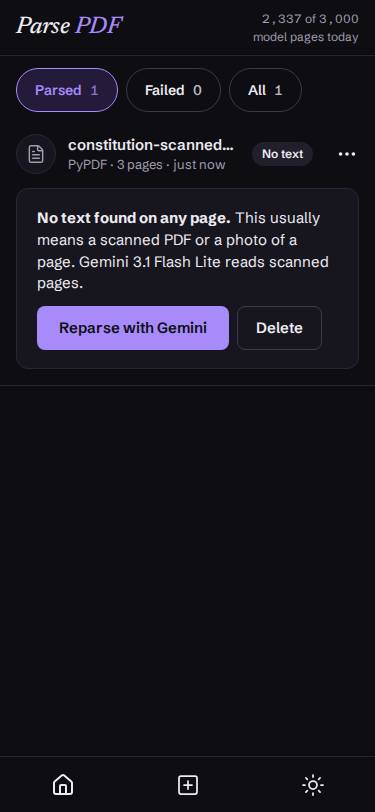 Parse PDF
2,337 of 3,000
model pages today
Parsed 1
Failed 0
All 1
constitution-scanned...
PyPDF · 3 pages · just now
No text
No text found on any page. This usually
means a scanned PDF or a photo of a
page. Gemini 3.1 Flash Lite reads scanned
pages.
Reparse with Gemini
Delete